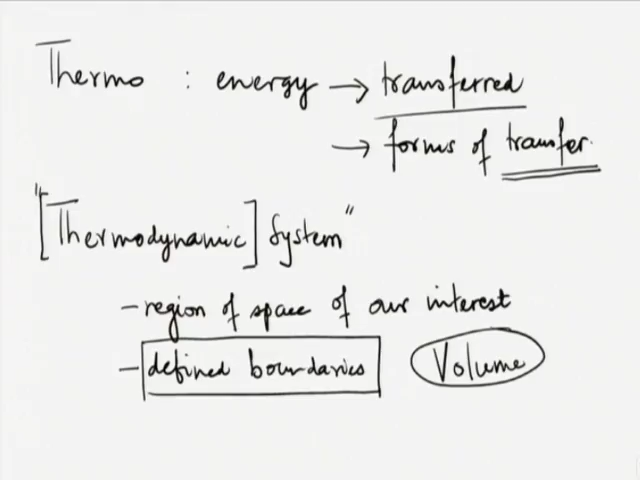 Thermo : energy → transferred
→ forms of transfer.
"[Thermodynamic] System"
- region of space of our interest
- defined boundaries Volume